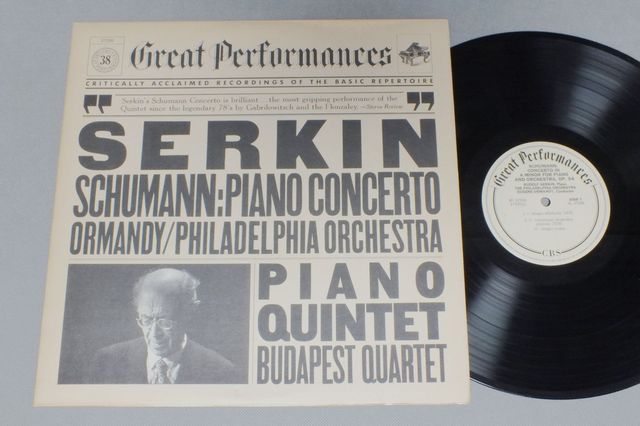 38
Great Performances
CRITICALLY ACCLAIMED RECORDINGS OF THE BASIC REPERTOIRE
"Serkin's Schumann Concerto is brilliant...the most gripping performance of the
Quintet since the legendary 78's by Gabrilowitsch and the Flonzaley. —Stereo Review"
SERKIN
SCHUMANN:PIANO CONCERTO
ORMANDY/PHILADELPHIA ORCHESTRA
PIANO
QUINTET
BUDAPEST QUARTET
Great Performances
SCHUMANN:
CONCERTO IN
A MINOR FOR PIANO
AND ORCHESTRA, OP. 54
RUDOLF SERKIN, Piano
THE PHILADELPHIA ORCHESTRA
EUGENE ORMANDY, Conductor
STEREO
SIDE 1
CBS